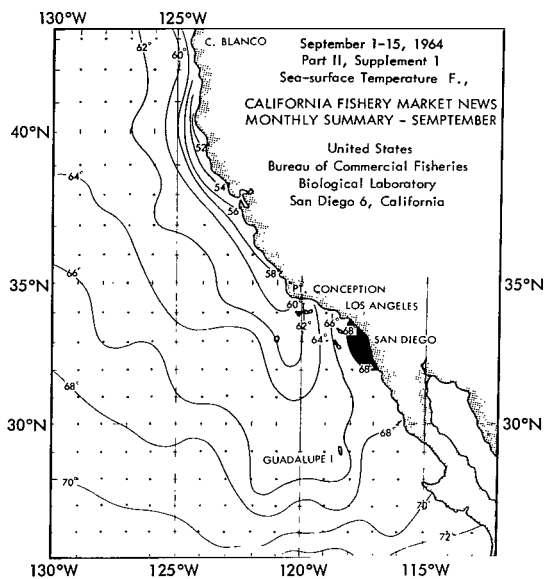 130°W 125°W 120°W 115°W
62°
60°
C. BLANCO
September 1-15, 1964
Part II, Supplement 1
Sea-surface Temperature F.,
CALIFORNIA FISHERY MARKET NEWS
MONTHLY SUMMARY - SEMPTEMBER
United States
Bureau of Commercial Fisheries
Biological Laboratory
San Diego 6, California
40°N
52°
54°
56°
64°
66°
58°
35°N
PT. CONCEPTION
35°N
60°
LOS ANGELES
62°
66°
64°
68
SAN DIEGO
68°
68°
30°N
68°
30°N
GUADALUPE I
70°
70°
72°
130°W 125°W 120°W 115°W